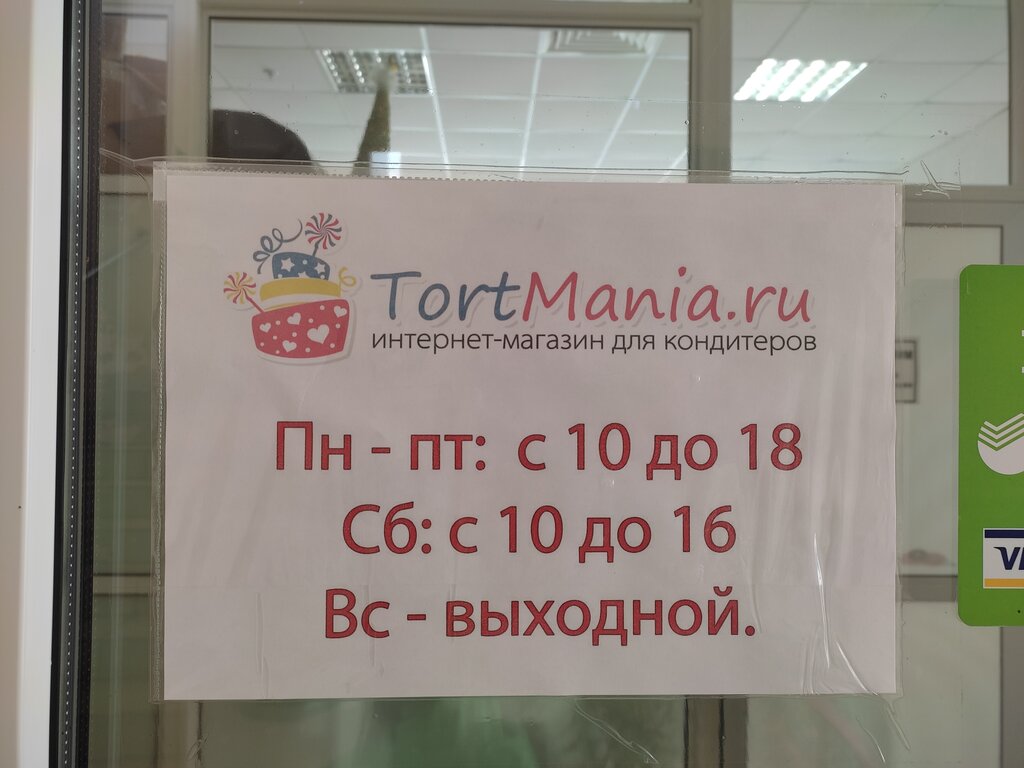 TortMania.ru
интернет-магазин для кондитеров
Пн - пт: с 10 до 18
Сб: с 10 до 16
Вс - выходной.